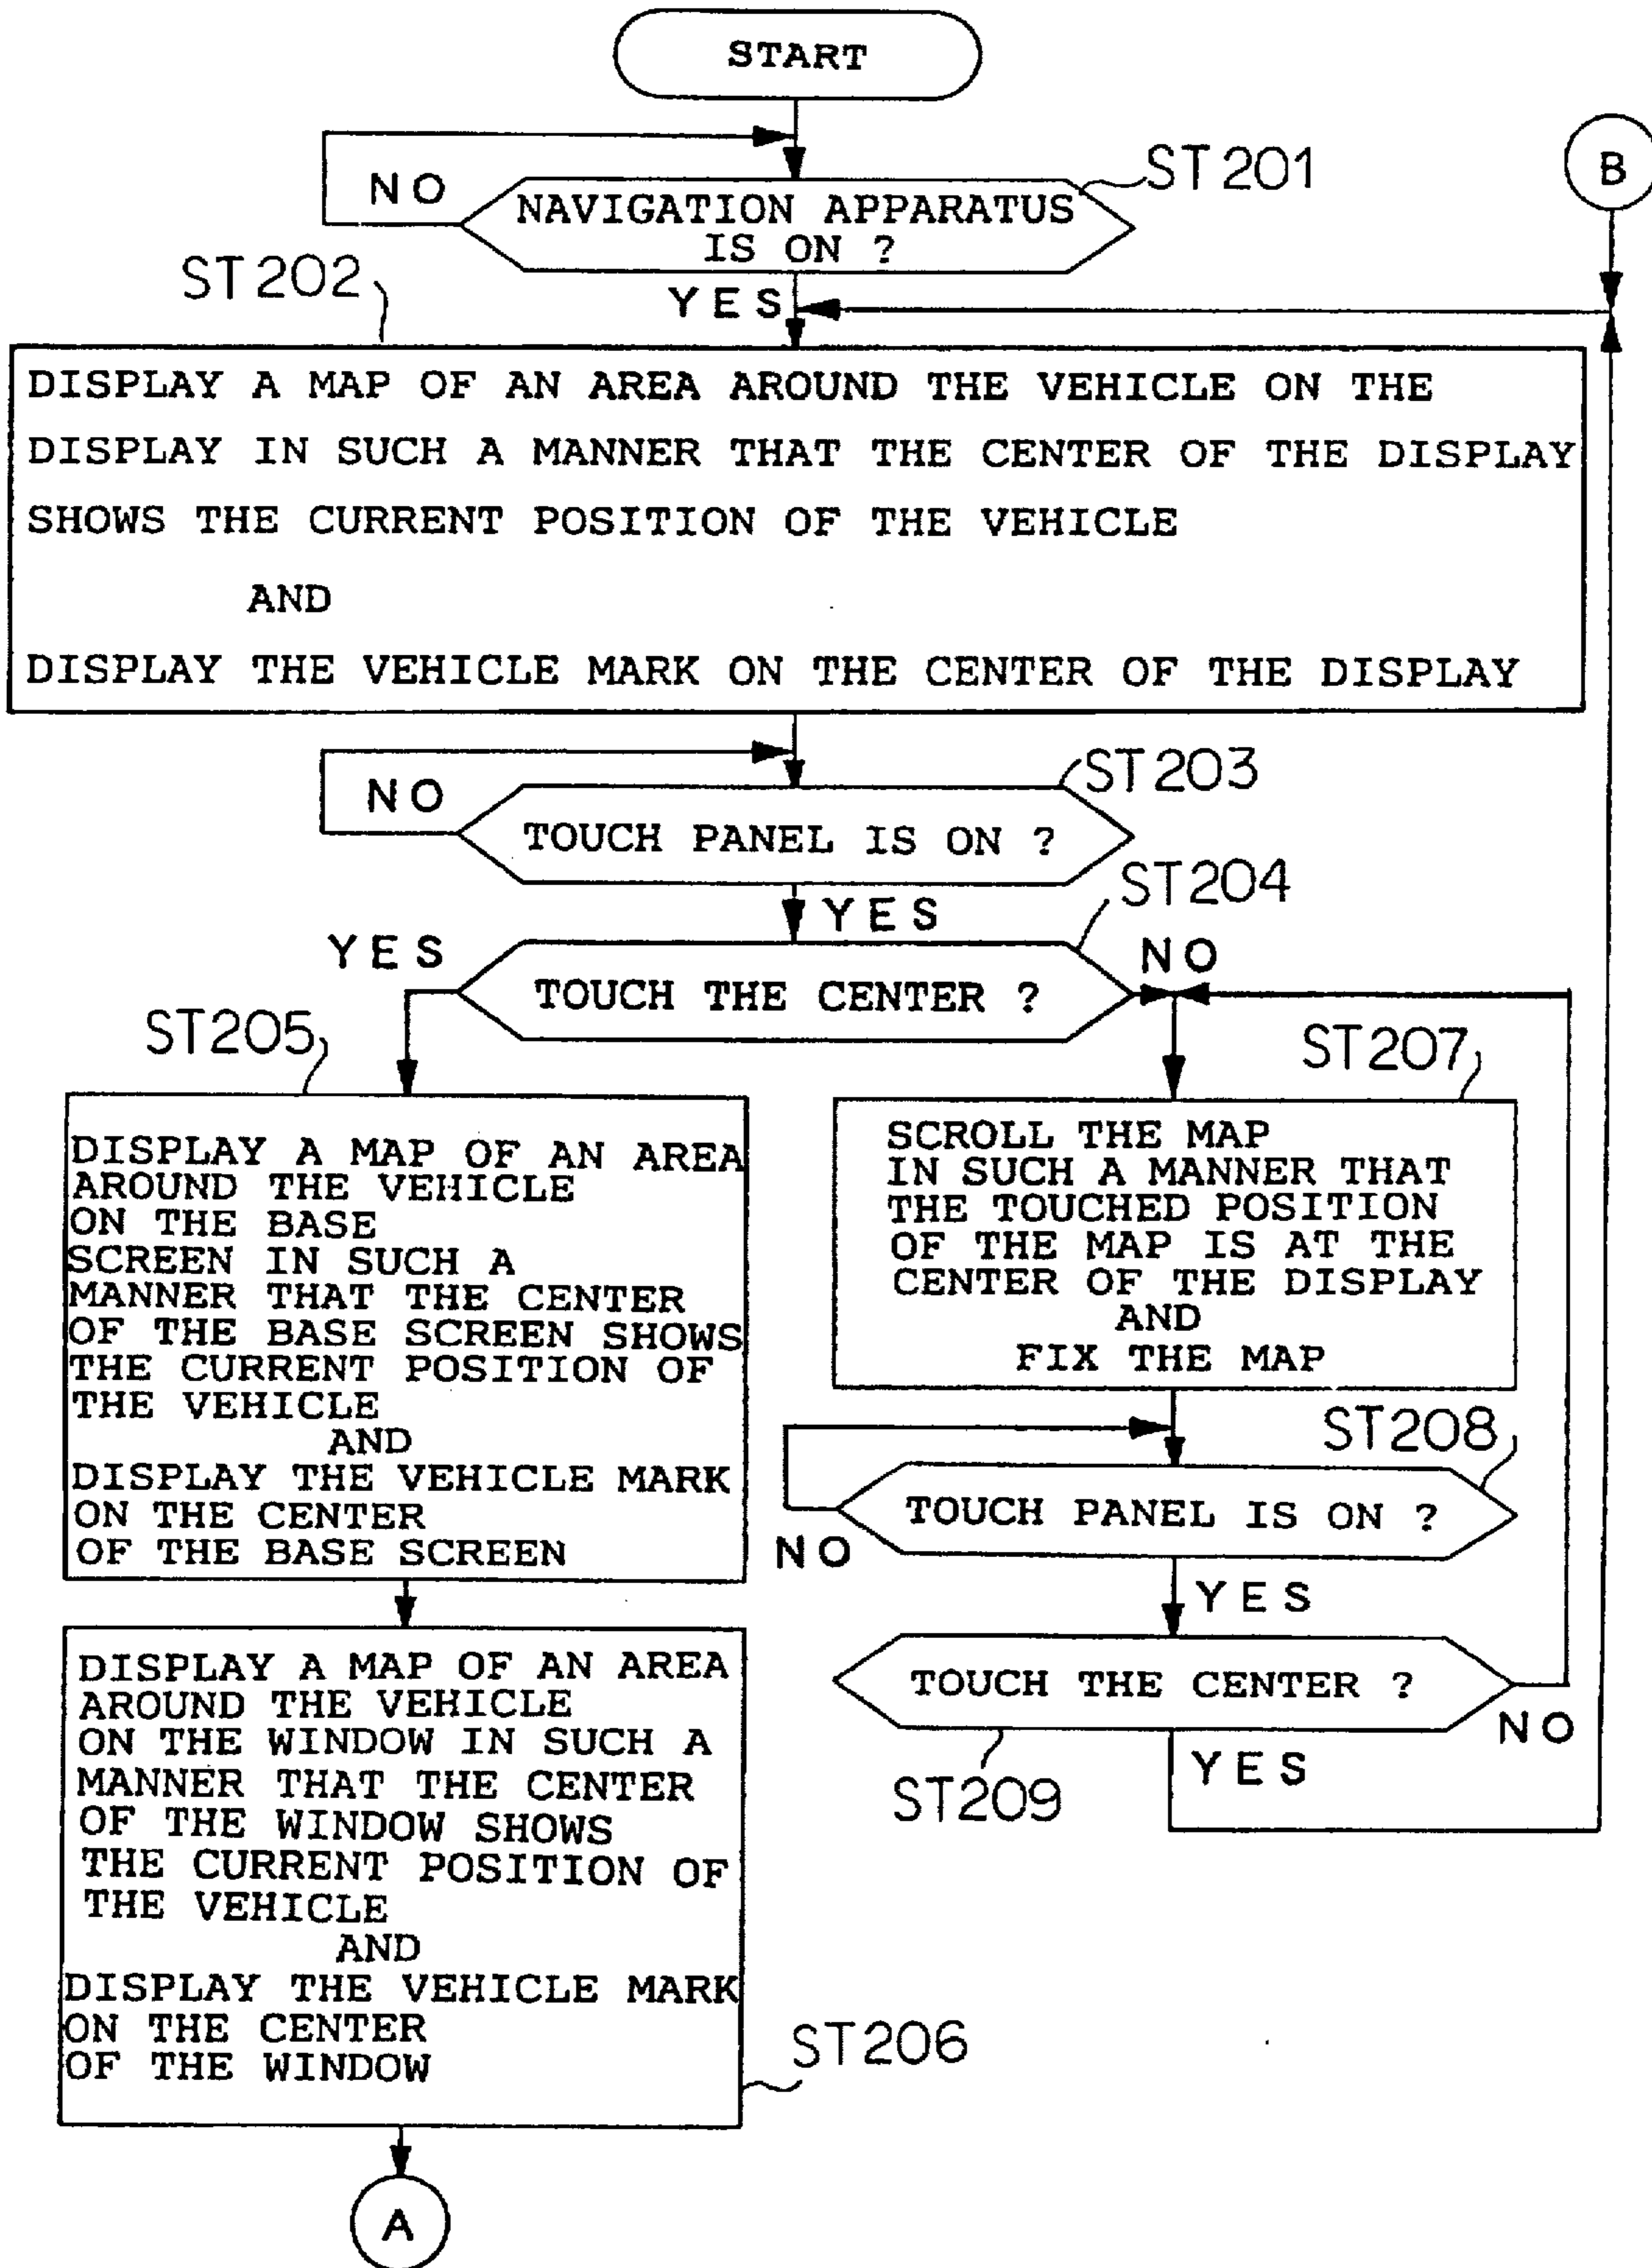 START
NO
NAVIGATION APPARATUS
IS ON ?
ST201
B
ST202
YES
DISPLAY A MAP OF AN AREA AROUND THE VEHICLE ON THE
DISPLAY IN SUCH A MANNER THAT THE CENTER OF THE DISPLAY
SHOWS THE CURRENT POSITION OF THE VEHICLE
AND
DISPLAY THE VEHICLE MARK ON THE CENTER OF THE DISPLAY
NO
TOUCH PANEL IS ON ?
ST203
YES
ST204
YES
TOUCH THE CENTER ?
NO
ST205
DISPLAY A MAP OF AN AREA
AROUND THE VEHICLE
ON THE BASE
SCREEN IN SUCH A
MANNER THAT THE CENTER
OF THE BASE SCREEN SHOWS
THE CURRENT POSITION OF
THE VEHICLE
AND
DISPLAY THE VEHICLE MARK
ON THE CENTER
OF THE BASE SCREEN
ST207
SCROLL THE MAP
IN SUCH A MANNER THAT
THE TOUCHED POSITION
OF THE MAP IS AT THE
CENTER OF THE DISPLAY
AND
FIX THE MAP
ST208
TOUCH PANEL IS ON ?
NO
YES
TOUCH THE CENTER ?
NO
ST209
YES
DISPLAY A MAP OF AN AREA
AROUND THE VEHICLE
ON THE WINDOW IN SUCH A
MANNER THAT THE CENTER
OF THE WINDOW SHOWS
THE CURRENT POSITION OF
THE VEHICLE
AND
DISPLAY THE VEHICLE MARK
ON THE CENTER
OF THE WINDOW
ST206
A